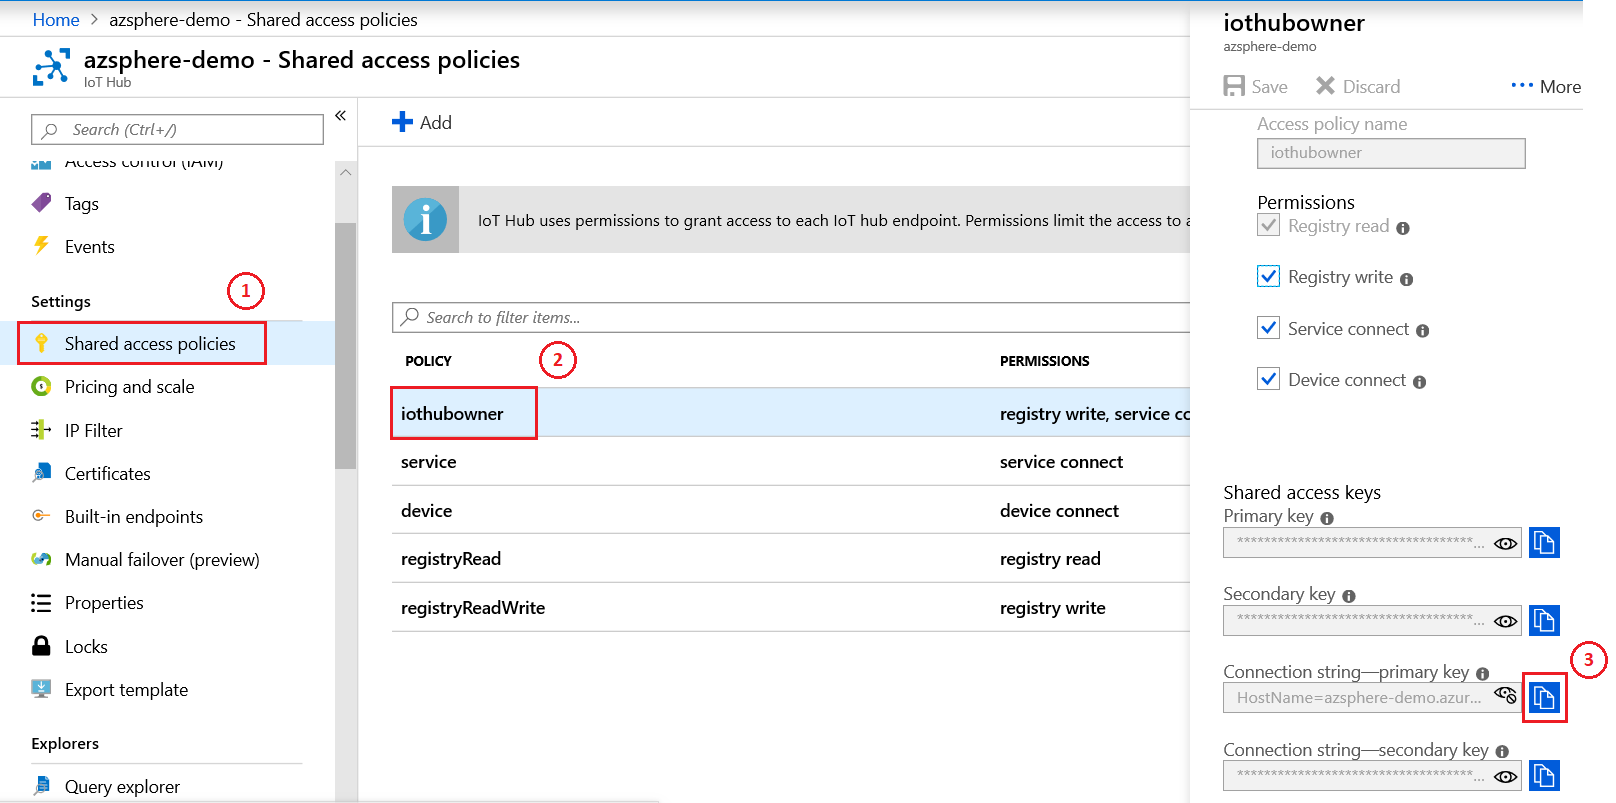 Home > azsphere-demo - Shared access policies
azsphere-demo - Shared access policies
IoT Hub
Search (Ctrl+/)
«
Access control (IAM)
Tags
Events
Settings
1
Shared access policies
Pricing and scale
IP Filter
Certificates
Built-in endpoints
Manual failover (preview)
Properties
Locks
Export template
Explorers
Query explorer
Add
IoT Hub uses permissions to grant access to each IoT hub endpoint. Permissions limit the access to a
Search to filter items...
POLICY
2
PERMISSIONS
iothubowner
registry write, service co
service
service connect
device
device connect
registryRead
registry read
registryReadWrite
registry write
iothubowner
azsphere-demo
Save
Discard
... More
Access policy name
iothubowner
Permissions
Registry read
Registry write
Service connect
Device connect
Shared access keys
Primary key
***********************************...
Secondary key
***********************************...
3
Connection string—primary key
HostName=azsphere-demo.azur...
Connection string—secondary key
***********************************...